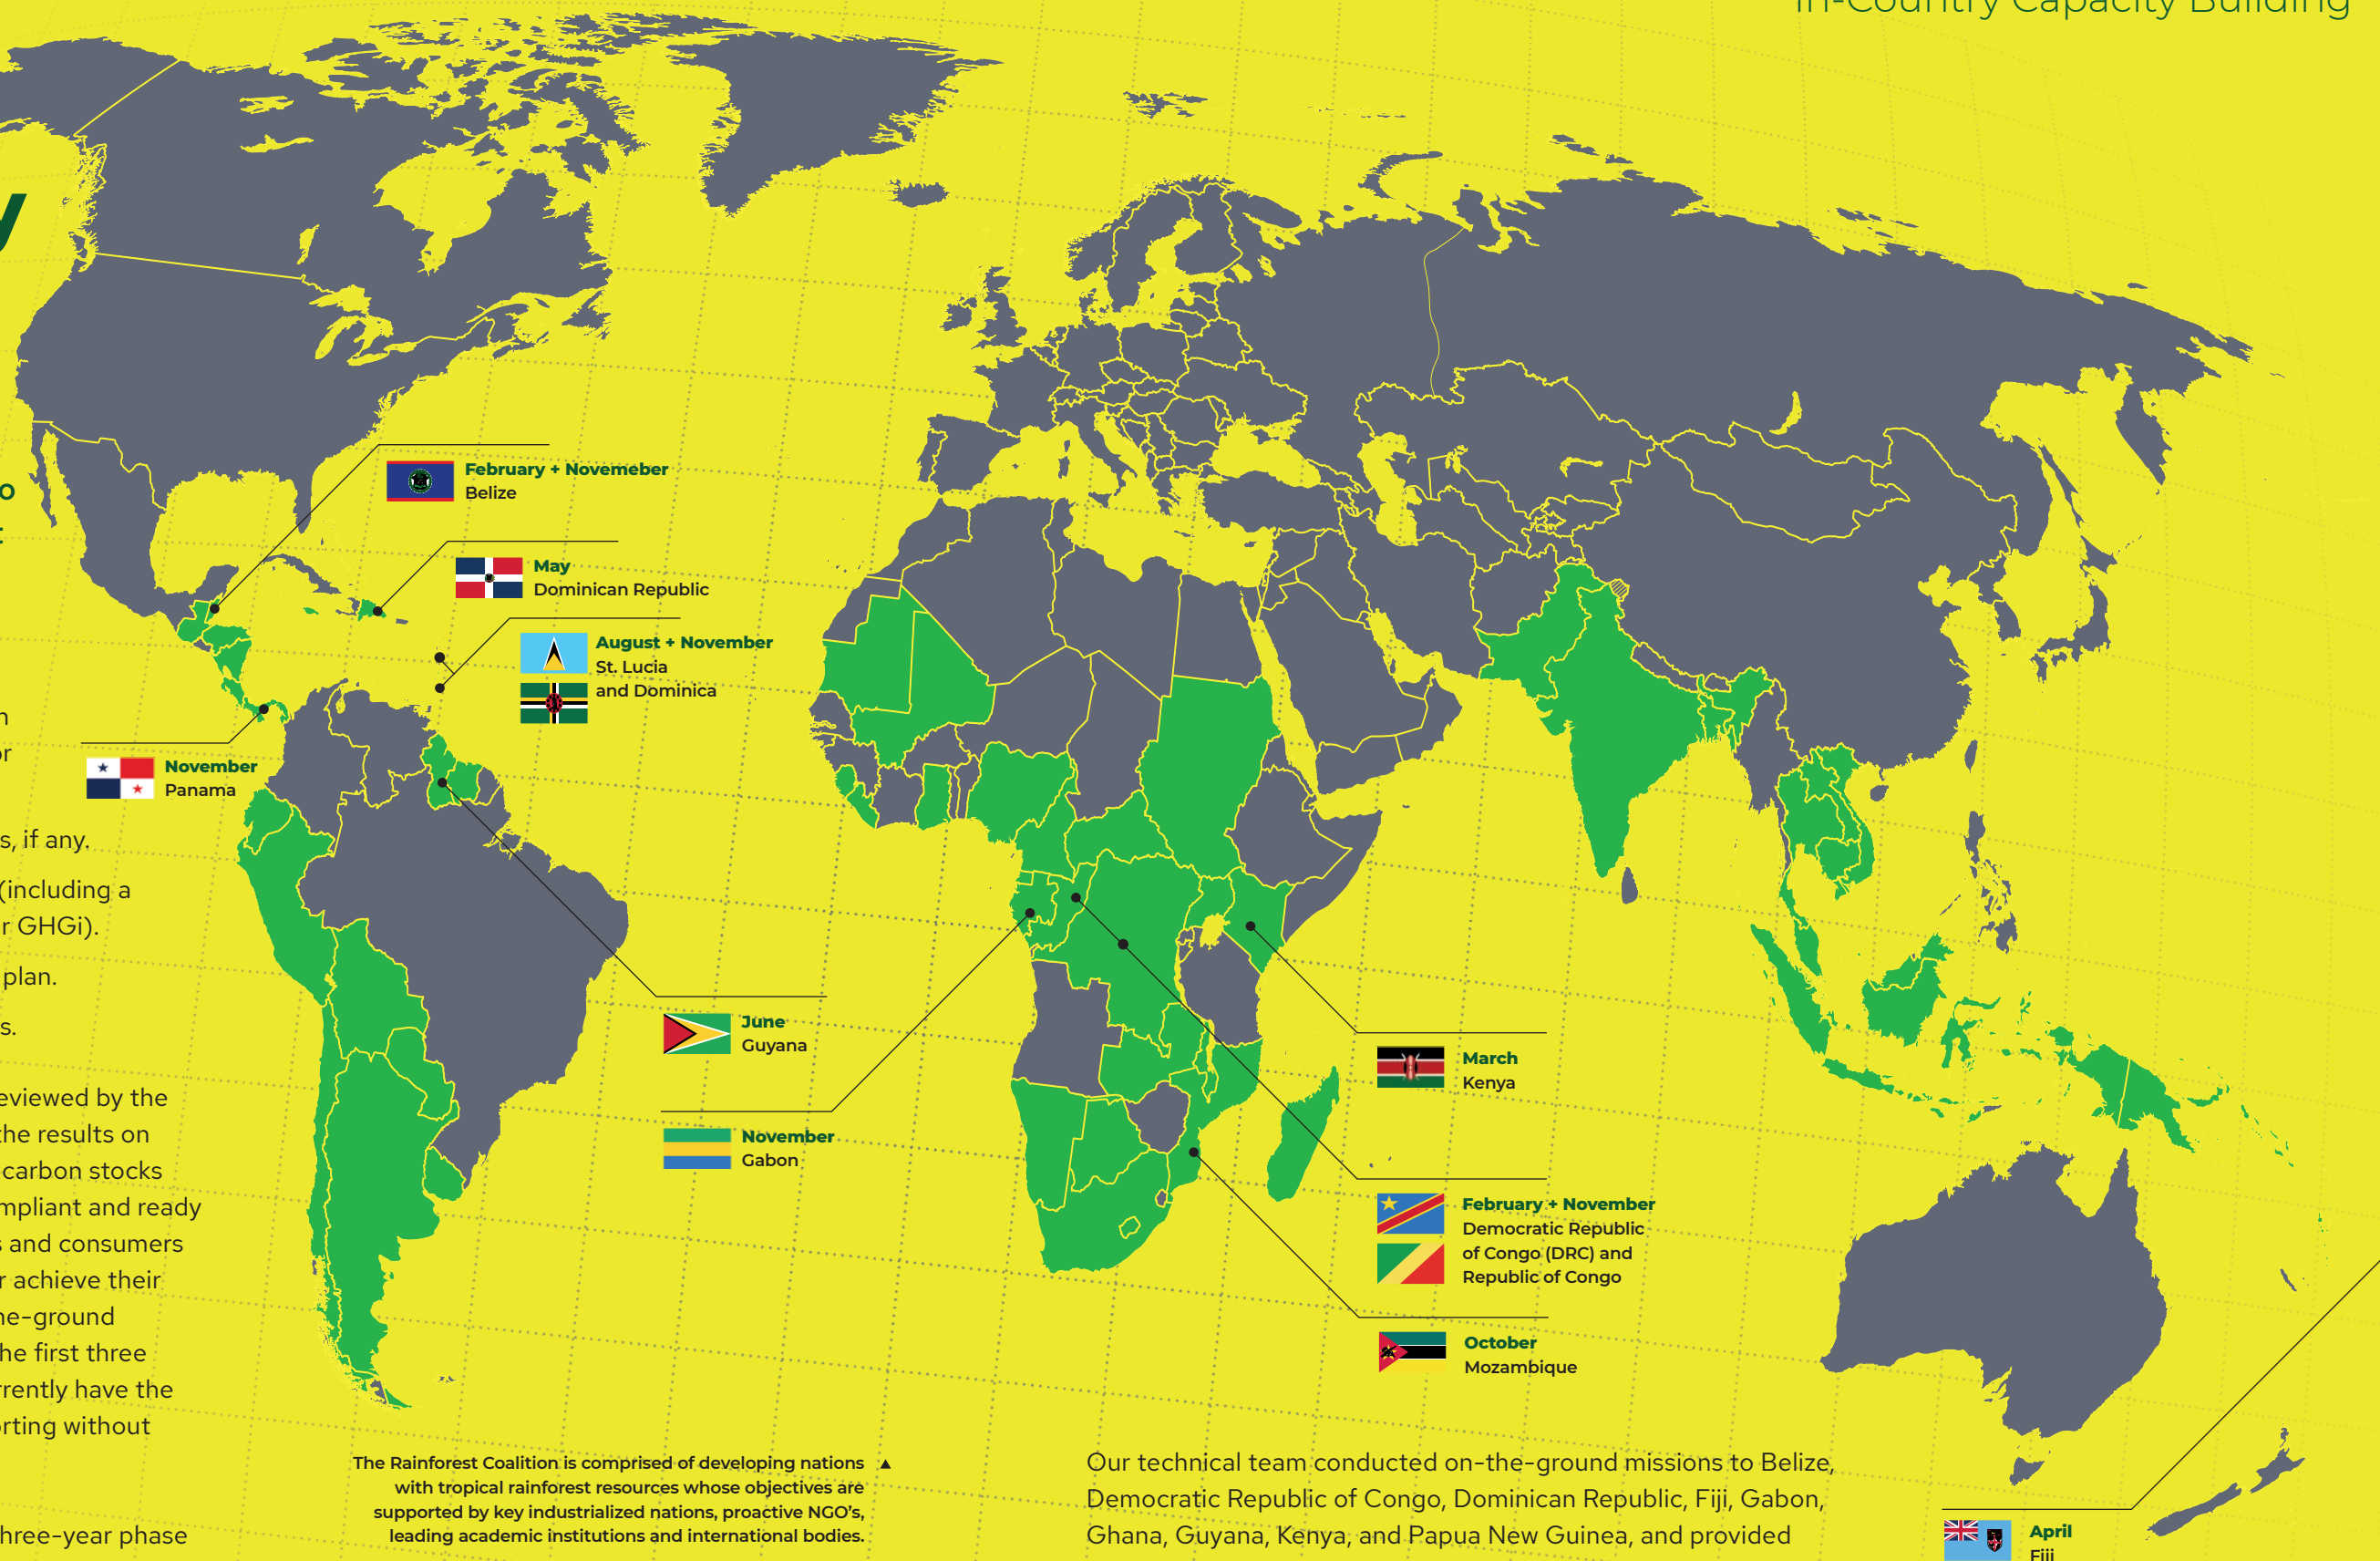 In-Country Capacity Building
y
o
t
n
or
s, if any.
(including a
r GHGi).
plan.
s.
eviewed by the
the results on
carbon stocks
mpliant and ready
s and consumers
r achieve their
ne-ground
he first three
rrently have the
orting without
hree-year phase
February + Novemeber
Belize
May
Dominican Republic
August + November
St. Lucia
and Dominica
November
Panama
June
Guyana
November
Gabon
March
Kenya
February + November
Democratic Republic
of Congo (DRC) and
Republic of Congo
October
Mozambique
The Rainforest Coalition is comprised of developing nations ▲
with tropical rainforest resources whose objectives are
supported by key industrialized nations, proactive NGO's,
leading academic institutions and international bodies.
Our technical team conducted on-the-ground missions to Belize,
Democratic Republic of Congo, Dominican Republic, Fiji, Gabon,
Ghana, Guyana, Kenya, and Papua New Guinea, and provided
April
Fiji